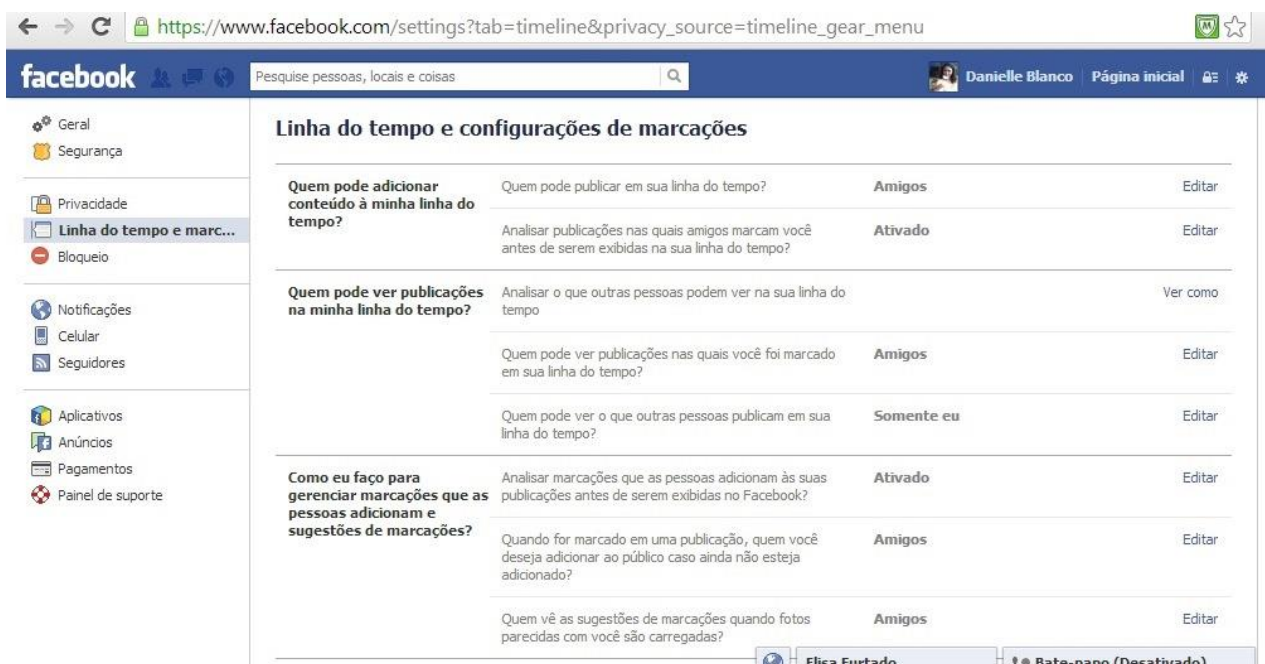 https://www.facebook.com/settings?tab=timeline&privacy_source=timeline_gear_menu
facebook
Pesquise pessoas, locais e coisas
Danielle Blanco
Página inicial
Geral
Segurança
Privacidade
Linha do tempo e marc...
Bloqueio
Notificações
Celular
Seguidores
Aplicativos
Anúncios
Pagamentos
Painel de suporte
Linha do tempo e configurações de marcações
Quem pode adicionar
conteúdo à minha linha do
tempo?
Quem pode publicar em sua linha do tempo?
Amigos
Editar
Analisar publicações nas quais amigos marcam você
antes de serem exibidas na sua linha do tempo?
Ativado
Editar
Quem pode ver publicações
na minha linha do tempo?
Analisar o que outras pessoas podem ver na sua linha do
tempo
Ver como
Quem pode ver publicações nas quais você foi marcado
em sua linha do tempo?
Amigos
Editar
Quem pode ver o que outras pessoas publicam em sua
linha do tempo?
Somente eu
Editar
Como eu faço para
gerenciar marcações que as
pessoas adicionam e
sugestões de marcações?
Analisar marcações que as pessoas adicionam às suas
publicações antes de serem exibidas no Facebook?
Ativado
Editar
Quando for marcado em uma publicação, quem você
deseja adicionar ao público caso ainda não esteja
adicionado?
Amigos
Editar
Quem vê as sugestões de marcações quando fotos
parecidas com você são carregadas?
Amigos
Editar
Elisa Furtado
Bate-papo (Desativado)